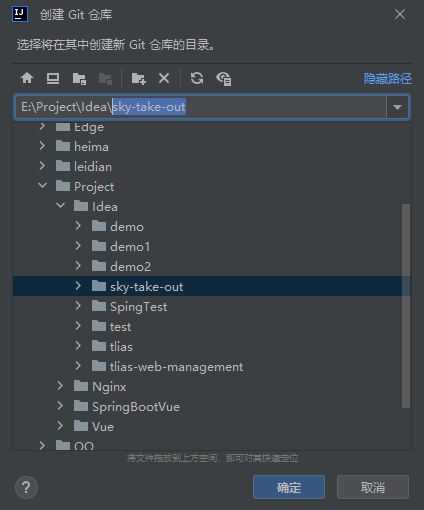 创建 Git 仓库
选择将在其中创建新 Git 仓库的目录。
隐藏路径
E:\Project\Idea\sky-take-out
Edge
heima
leidian
Project
Idea
demo
demo1
demo2
sky-take-out
SpingTest
test
tlias
tlias-web-management
Nginx
SpringBootVue
Vue
QQ
将文件拖放到上方空间，即可对其快速定位
?
确定
取消